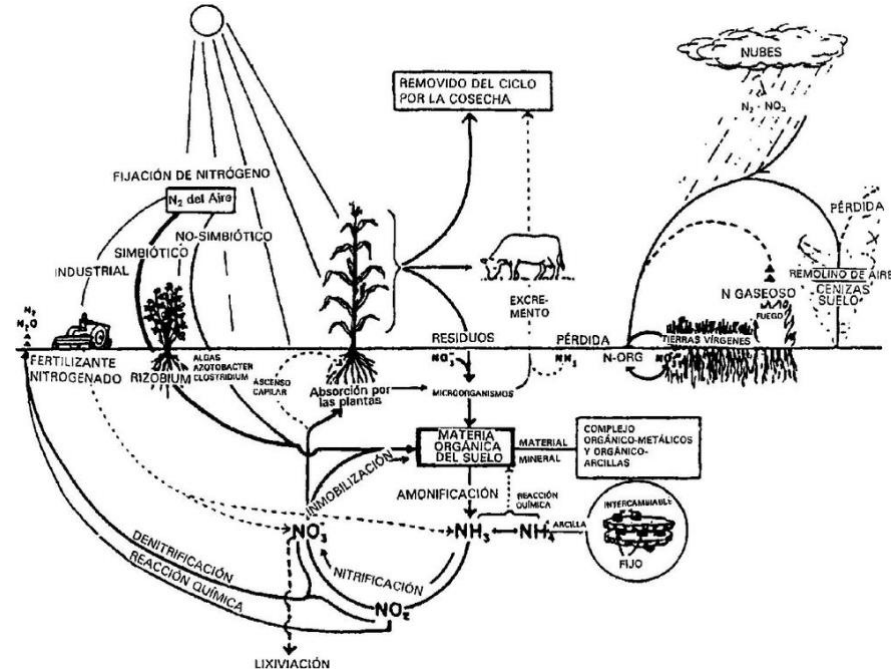 NUBES
N₂ - NO₃
REMOVIDO DEL CICLO
POR LA COSECHA
FIJACIÓN DE NITRÓGENO
N₂ del Aire
NO-SIMBIÓTICO
SIMBIÓTICO
INDUSTRIAL
PÉRDIDA
REMOLINO DE AIRE
CENIZAS
SUELO
N GASEOSO
FUEGO
EXCREMENTO
N₂
N₂O
FERTILIZANTE
NITROGENADO
RIZOBIUM
ALGAS
AZOTOBACTER
CLOSTRIDIUM
ASCENSO
CAPILAR
Absorción por
las plantas
RESIDUOS
NO₃
PÉRDIDA
NH₃
N-ORG
NO₃
TIERRAS VÍRGENES
MICROORGANISMOS
MATERIA
ORGÁNICA
DEL SUELO
MATERIAL
MINERAL
COMPLEJO
ORGÁNICO-METÁLICOS
Y ORGÁNICO-
ARCILLAS
INMOBILIZACIÓN
AMONIFICACIÓN
REACCIÓN
QUÍMICA
INTERCAMBIABLE
FIJO
NO₃
NH₃
NH₄
ARCILLA
NITRIFICACIÓN
DENITRIFICACIÓN
REACCIÓN QUÍMICA
NO₂
LIXIVIACIÓN